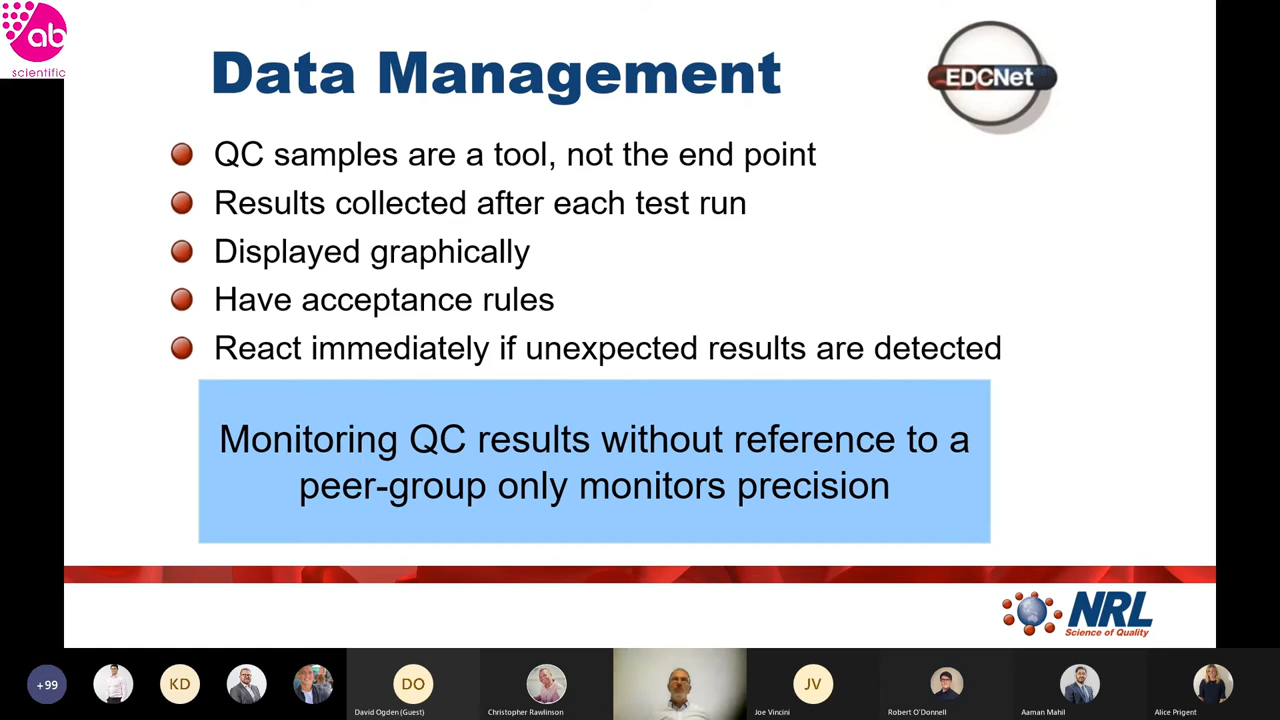 ab
scientific
Data Management
EDCNet
QC samples are a tool, not the end point
Results collected after each test run
Displayed graphically
Have acceptance rules
React immediately if unexpected results are detected
Monitoring QC results without reference to a
peer-group only monitors precision
NRL
Science of Quality
+99
KD
DO
JV
David Ogden (Guest)
Christopher Rawlinson
Joe Vincini
Robert O'Donnell
Aaman Mahil
Alice Prigent